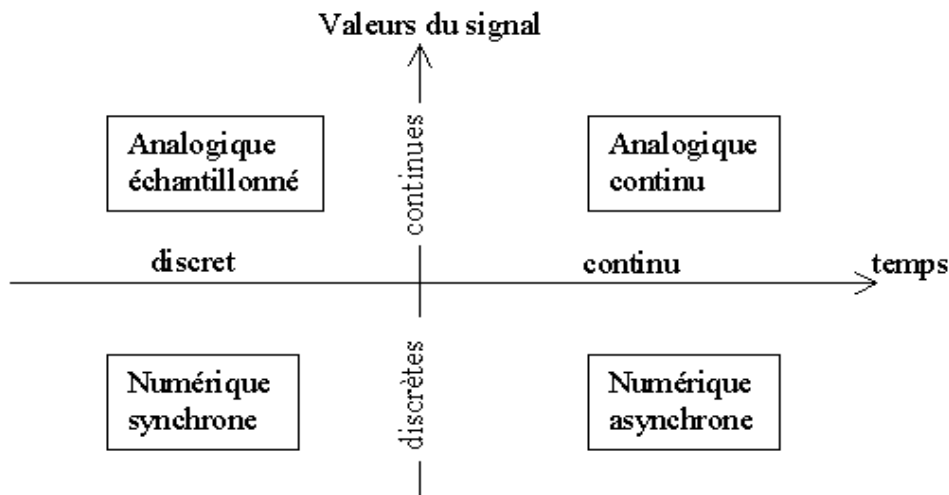 Valeurs du signal
Analogique
échantillonné
continues
Analogique
continu
discret
continu
temps
Numérique
synchrone
discrètes
Numérique
asynchrone